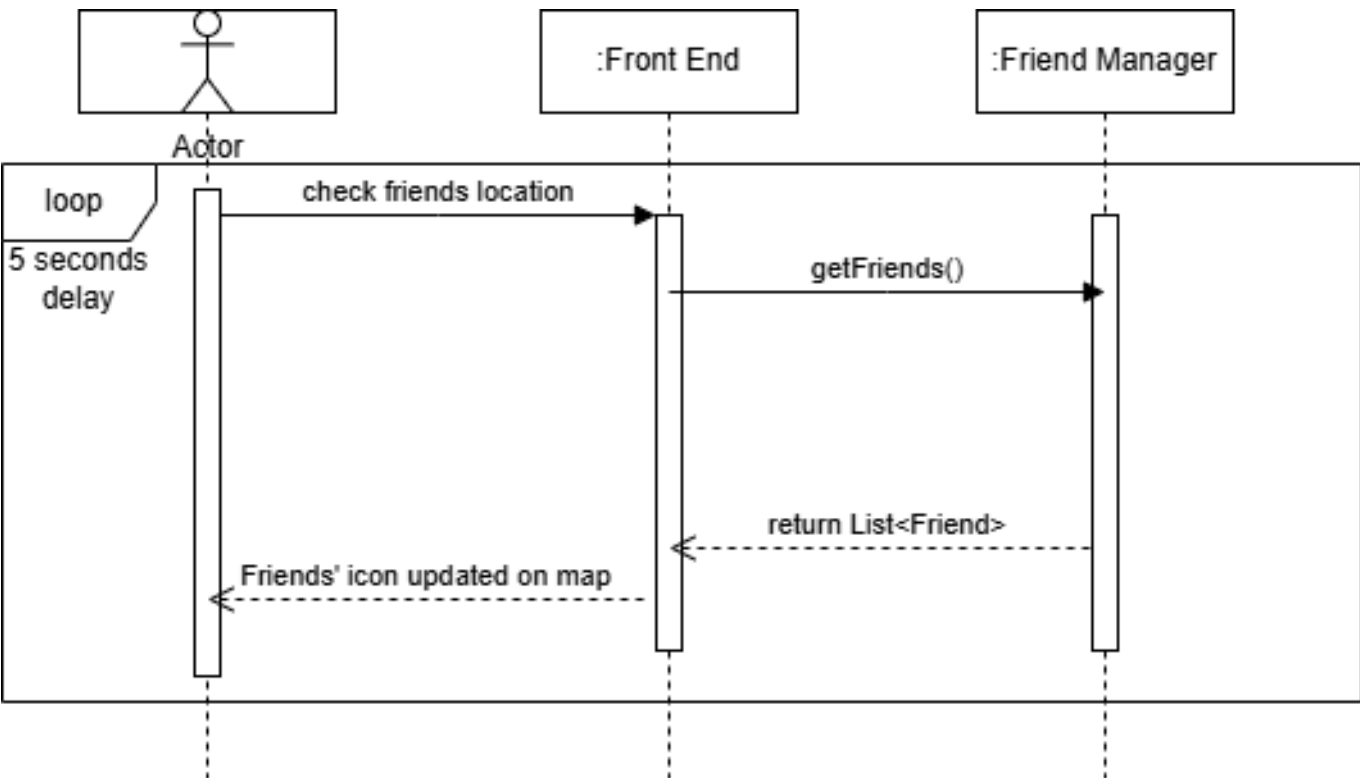 :Front End
:Friend Manager
Actor
loop
check friends location
5 seconds
delay
getFriends()
return List<Friend>
Friends' icon updated on map